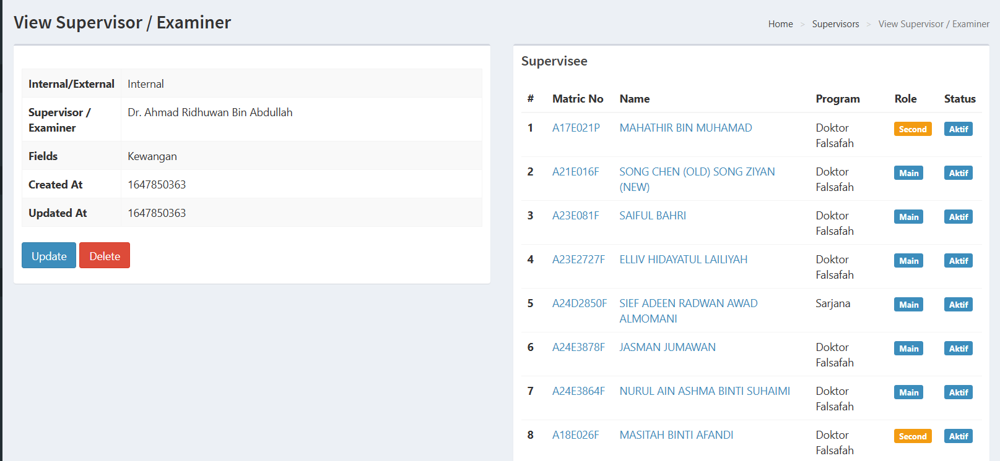 View Supervisor / Examiner
Home > Supervisors > View Supervisor / Examiner
Internal/External Internal
Supervisor / Dr. Ahmad Ridhuwan Bin Abdullah
Examiner
Fields Kewangan
Created At 1647850363
Updated At 1647850363
Update Delete
Supervisee
# Matric No Name Program Role Status
1 A17E021P MAHATHIR BIN MUHAMAD Doktor Second Aktif
Falsafah
2 A21E016F SONG CHEN (OLD) SONG ZIYAN Doktor Main Aktif
(NEW) Falsafah
3 A23E081F SAIFUL BAHRI Doktor Main Aktif
Falsafah
4 A23E2727F ELLIV HIDAYATUL LAILIYAH Doktor Main Aktif
Falsafah
5 A24D2850F SIEF ADEEN RADWAN AWAD Sarjana Main Aktif
ALMOMANI
6 A24E3878F JASMAN JUMAWAN Doktor Main Aktif
Falsafah
7 A24E3864F NURUL AIN ASHMA BINTI SUHAIMI Doktor Main Aktif
Falsafah
8 A18E026F MASITAH BINTI AFANDI Doktor Second Aktif
Falsafah